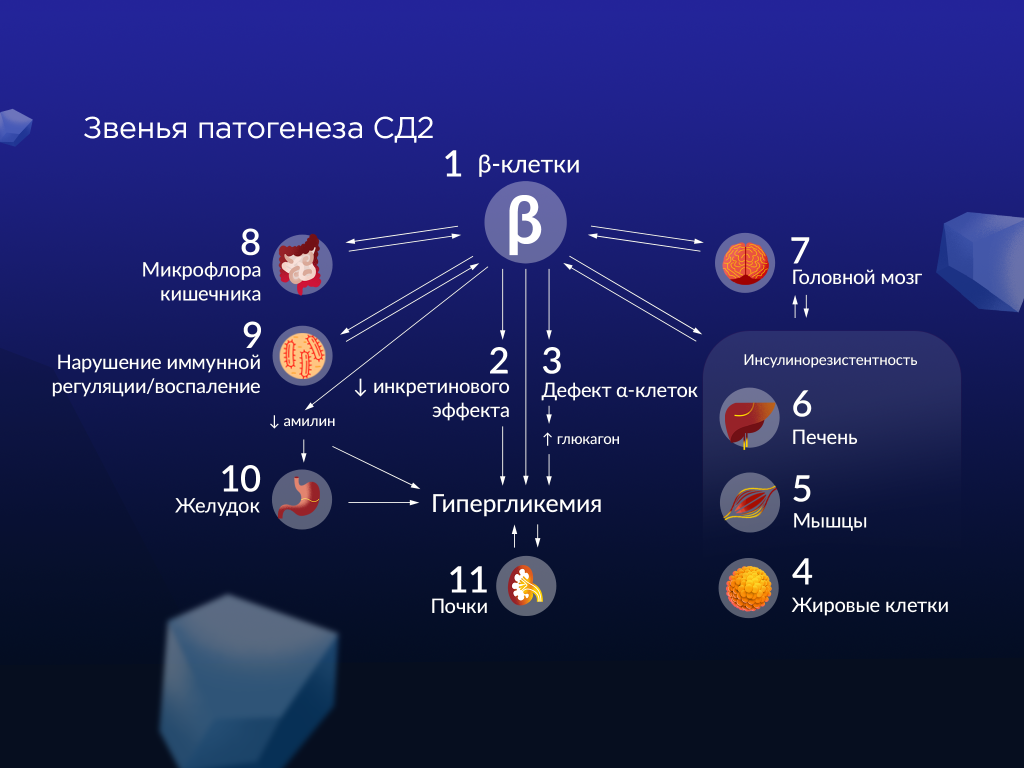 Звенья патогенеза СД2
1 β-клетки
β
8
Микрофлора
кишечника
7
Головной мозг
9
Нарушение иммунной
регуляции/воспаление
2
↓ инкретинового
эффекта
3
Дефект α-клеток
↑ глюкагон
Инсулинорезистентность
6
Печень
5
Мышцы
4
Жировые клетки
↓ амилин
10
Желудок
Гипергликемия
11
Почки